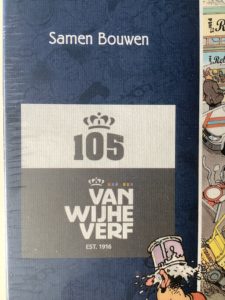 Samen Bouwen
105
VAN
WIJHE
VERF
EST. 1916